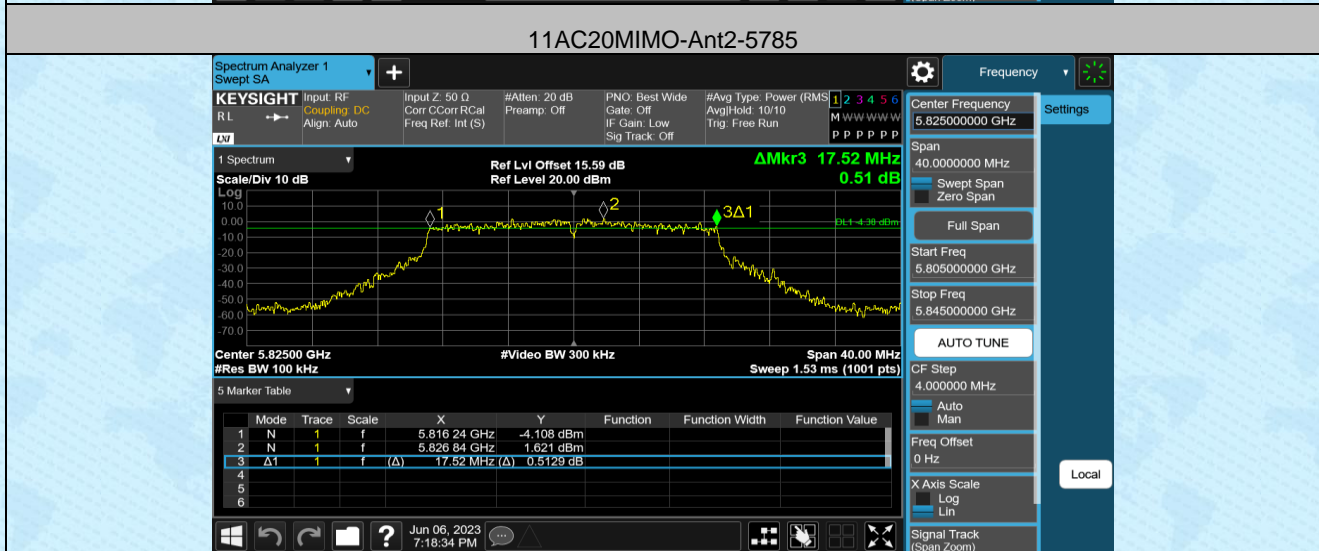 (Span Zoom)
11AC20MIMO-Ant2-5785
Spectrum Analyzer 1
Swept SA
+
Frequency
KEYSIGHT
RL
LXI
Input: RF
Coupling: DC
Align: Auto
Input Z: 50 Ω
Corr CCorr RCal
Freq Ref: Int (S)
#Atten: 20 dB
Preamp: Off
PNO: Best Wide
Gate: Off
IF Gain: Low
Sig Track: Off
#Avg Type: Power (RMS
Avg|Hold: 10/10
Trig: Free Run
1 2 3 4 5 6
M W W W W W
P P P P P P
1 Spectrum
Scale/Div 10 dB
Ref Lvl Offset 15.59 dB
Ref Level 20.00 dBm
ΔMkr3 17.52 MHz
0.51 dB
Log
10.0
0.00
-10.0
-20.0
-30.0
-40.0
-50.0
-60.0
-70.0
1
2
3Δ1
DL1 -4.38 dBm
Center 5.82500 GHz
#Video BW 300 kHz
Span 40.00 MHz
#Res BW 100 kHz
Sweep 1.53 ms (1001 pts)
5 Marker Table
Mode Trace Scale X Y Function Function Width Function Value
1 N 1 f 5.816 24 GHz -4.108 dBm
2 N 1 f 5.826 84 GHz 1.621 dBm
3 Δ1 1 f (Δ) 17.52 MHz (Δ) 0.5129 dB
4
5
6
?
Jun 06, 2023
7:18:34 PM
Settings
Center Frequency
5.825000000 GHz
Span
40.0000000 MHz
Swept Span
Zero Span
Full Span
Start Freq
5.805000000 GHz
Stop Freq
5.845000000 GHz
AUTO TUNE
CF Step
4.000000 MHz
Auto
Man
Freq Offset
0 Hz
X Axis Scale
Log
Lin
Signal Track
(Span Zoom)
Local